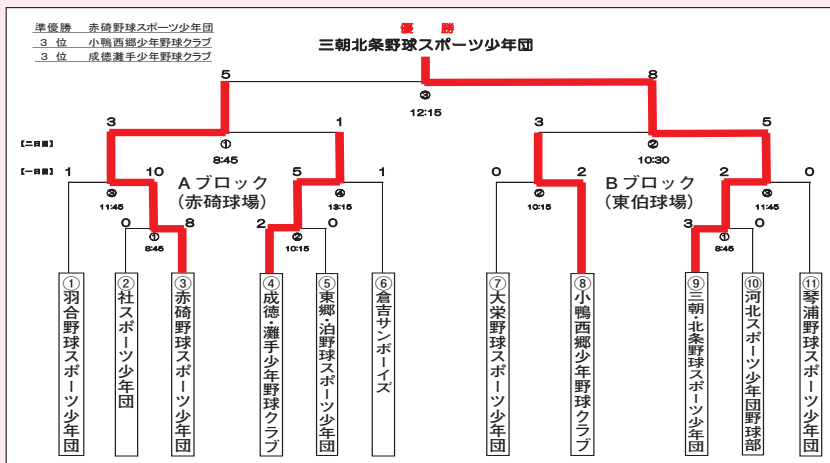 準優勝 赤碕野球スポーツ少年団
3 位 小鴨西郷少年野球クラブ
3 位 成徳灘手少年野球クラブ
優 勝
三朝北条野球スポーツ少年団
5 8
③
12:15
3 1 3 5
【二日目】
① ②
8:45 10:30
【一日目】
1 10 5 1 0 2 2 0
Aブロック
(赤碕球場)
Bブロック
(東伯球場)
③ ④ ② ③
11:45 13:15 10:15 11:45
0 8 2 0 3 0
① ② ①
8:45 10:15 8:45
①羽合野球スポーツ少年団
②社スポーツ少年団
③赤碕野球スポーツ少年団
④成徳・灘手少年野球クラブ
⑤東郷・泊野球スポーツ少年団
⑥倉吉サンボーイズ
⑦大栄野球スポーツ少年団
⑧小鴨西郷少年野球クラブ
⑨三朝・北条野球スポーツ少年団
⑩河北スポーツ少年団野球部
⑪琴浦野球スポーツ少年団